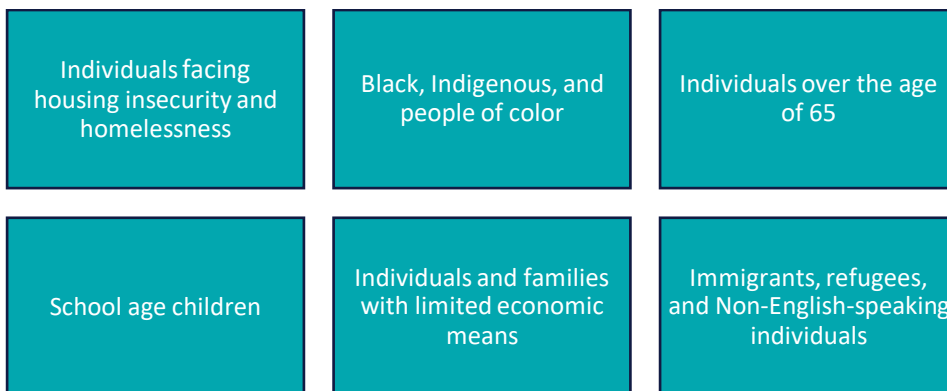 Individuals facing
housing insecurity and
homelessness
Black, Indigenous, and
people of color
Individuals over the age
of 65
School age children
Individuals and families
with limited economic
means
Immigrants, refugees,
and Non-English-speaking
individuals